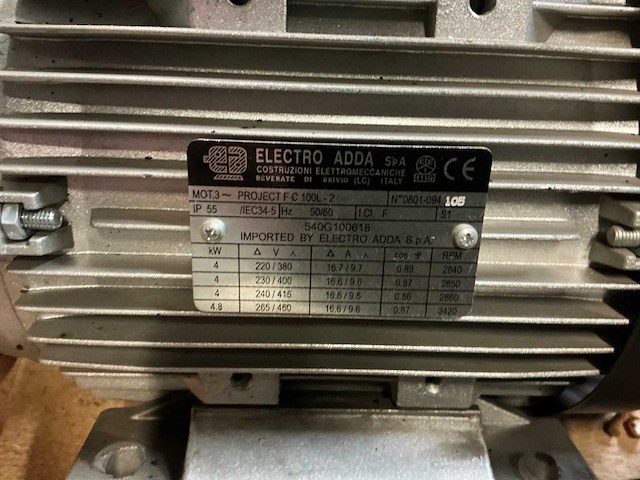 ELECTRO ADDA SpA CE
COSTRUZIONI ELETTROMECCANICHE
BEVERATE DI BRIVIO (LC) ITALY
MOT.3 ~ PROJECT F C 100L - 2 N°0801-094 105
IP 55 /IEC34-5 Hz 50/60 I.Cl. F S1
540G100618
IMPORTED BY ELECTRO ADDA S.p.A
kW Δ V Δ A cos φ RPM
4 220 / 380 16.7 / 9.7 0.89 2840
4 230 / 400 16.6 / 9.6 0.87 2850
4 240 / 415 16.6 / 9.5 0.86 2860
4.8 265 / 460 16.6 / 9.6 0.87 3420